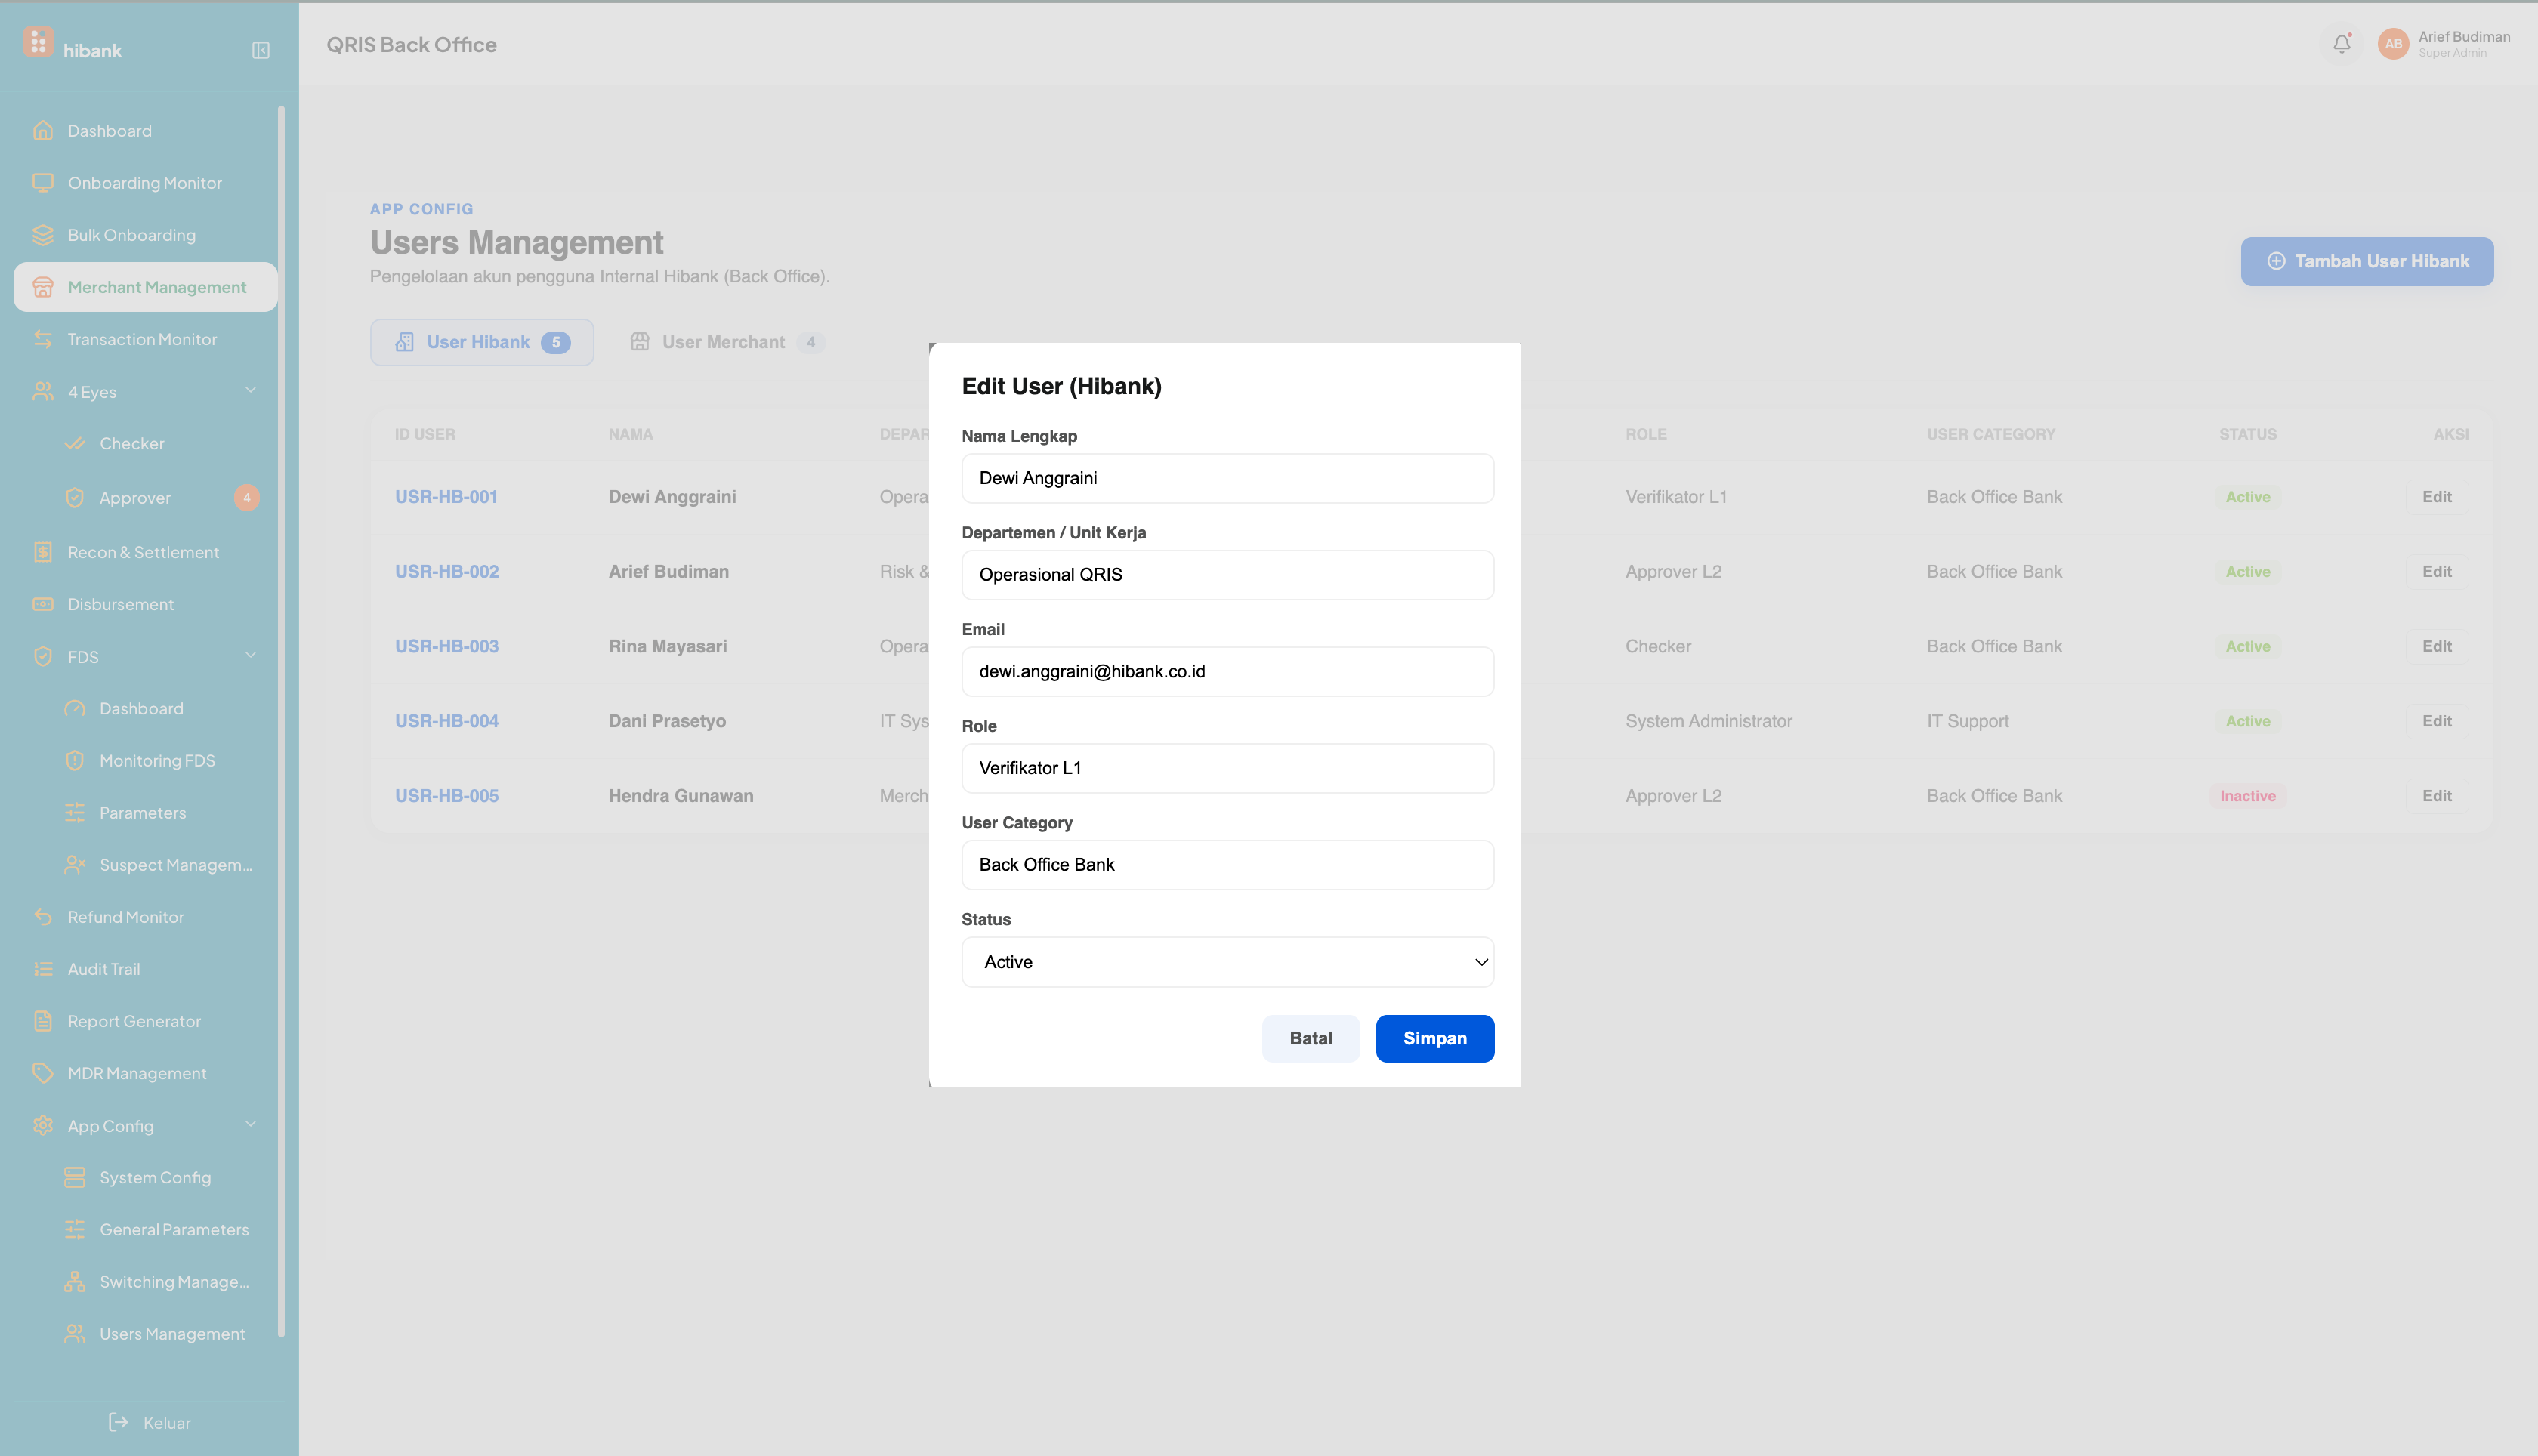 hibank
QRIS Back Office
AB
Arief Budiman
Super Admin
Dashboard
Onboarding Monitor
Bulk Onboarding
Merchant Management
Transaction Monitor
4 Eyes
Checker
Approver 4
Recon & Settlement
Disbursement
FDS
Dashboard
Monitoring FDS
Parameters
Suspect Managem...
Refund Monitor
Audit Trail
Report Generator
MDR Management
App Config
System Config
General Parameters
Switching Manage...
Users Management
Keluar
APP CONFIG
Users Management
Pengelolaan akun pengguna Internal Hibank (Back Office).
Tambah User Hibank
User Hibank 5
User Merchant 4
ID USER NAMA DEPAR ROLE USER CATEGORY STATUS AKSI
USR-HB-001 Dewi Anggraini Opera Verifikator L1 Back Office Bank Active Edit
USR-HB-002 Arief Budiman Risk & Approver L2 Back Office Bank Active Edit
USR-HB-003 Rina Mayasari Opera Checker Back Office Bank Active Edit
USR-HB-004 Dani Prasetyo IT Sys System Administrator IT Support Active Edit
USR-HB-005 Hendra Gunawan Merch Approver L2 Back Office Bank Inactive Edit
Edit User (Hibank)
Nama Lengkap
Dewi Anggraini
Departemen / Unit Kerja
Operasional QRIS
Email
dewi.anggraini@hibank.co.id
Role
Verifikator L1
User Category
Back Office Bank
Status
Active
Batal
Simpan